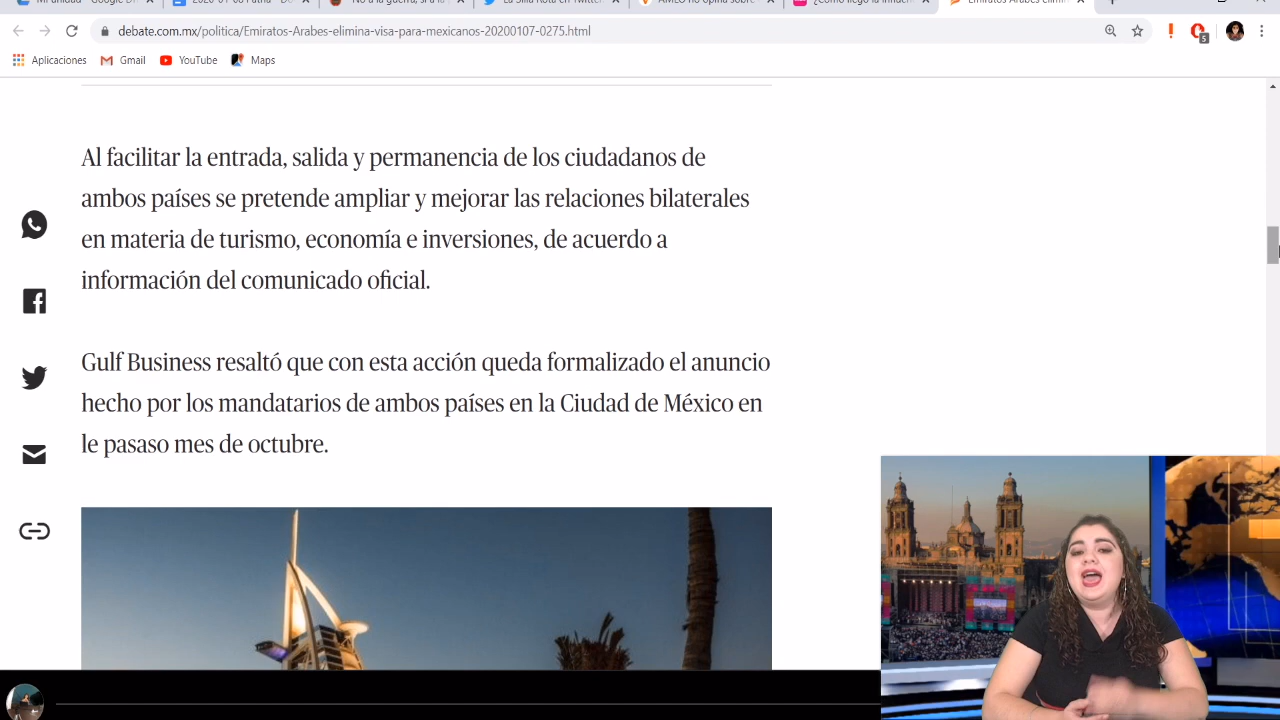 debate.com.mx/politica/Emiratos-Arabes-elimina-visa-para-mexicanos-20200107-0275.html
5
Aplicaciones
Gmail
YouTube
Maps
Al facilitar la entrada, salida y permanencia de los ciudadanos de
ambos países se pretende ampliar y mejorar las relaciones bilaterales
en materia de turismo, economía e inversiones, de acuerdo a
información del comunicado oficial.
Gulf Business resaltó que con esta acción queda formalizado el anuncio
hecho por los mandatarios de ambos países en la Ciudad de México en
le pasaso mes de octubre.